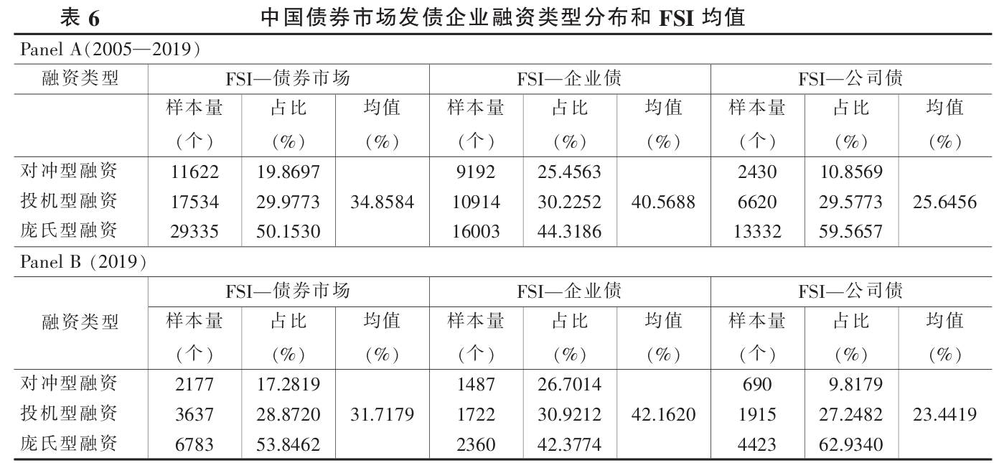 表 6 中国债券市场发债企业融资类型分布和 FSI 均值
Panel A(2005—2019)
融资类型 FSI—债券市场 FSI—企业债 FSI—公司债
样本量 占比 均值 样本量 占比 均值 样本量 占比 均值
(个) (%) (%) (个) (%) (%) (个) (%) (%)
对冲型融资 11622 19.8697 9192 25.4563 2430 10.8569
投机型融资 17534 29.9773 34.8584 10914 30.2252 40.5688 6620 29.5773 25.6456
庞氏型融资 29335 50.1530 16003 44.3186 13332 59.5657
Panel B (2019)
FSI—债券市场 FSI—企业债 FSI—公司债
融资类型 样本量 占比 均值 样本量 占比 均值 样本量 占比 均值
(个) (%) (%) (个) (%) (%) (个) (%) (%)
对冲型融资 2177 17.2819 1487 26.7014 690 9.8179
投机型融资 3637 28.8720 31.7179 1722 30.9212 42.1620 1915 27.2482 23.4419
庞氏型融资 6783 53.8462 2360 42.3774 4423 62.9340